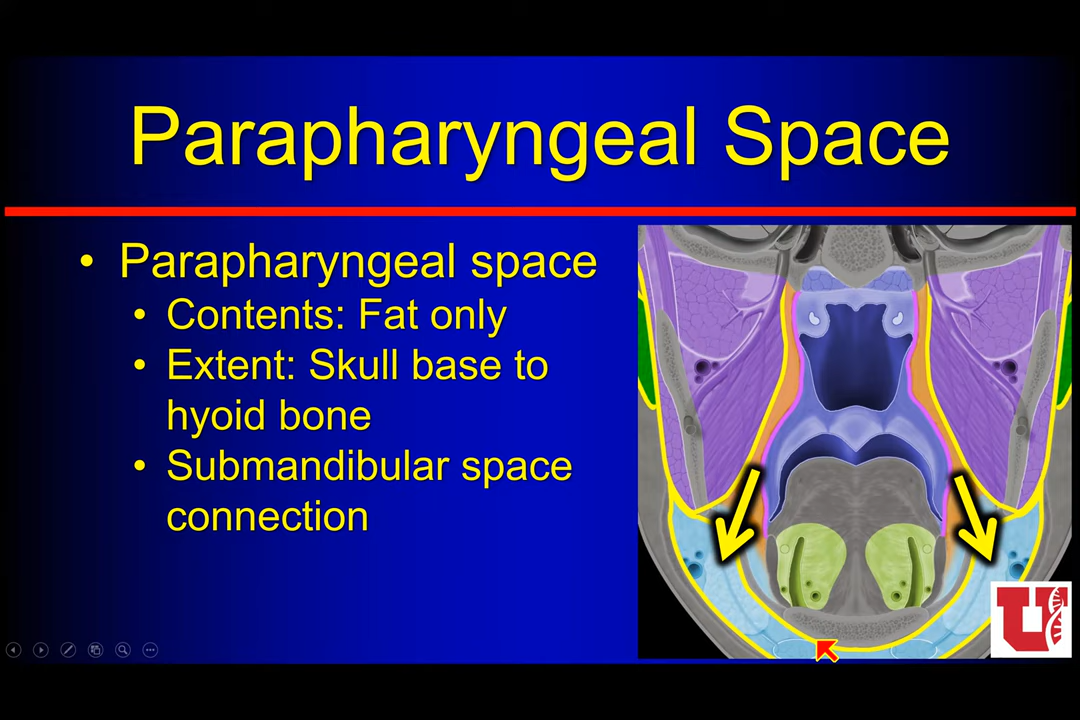 Parapharyngeal Space
• Parapharyngeal space
• Contents: Fat only
• Extent: Skull base to
hyoid bone
• Submandibular space
connection
U